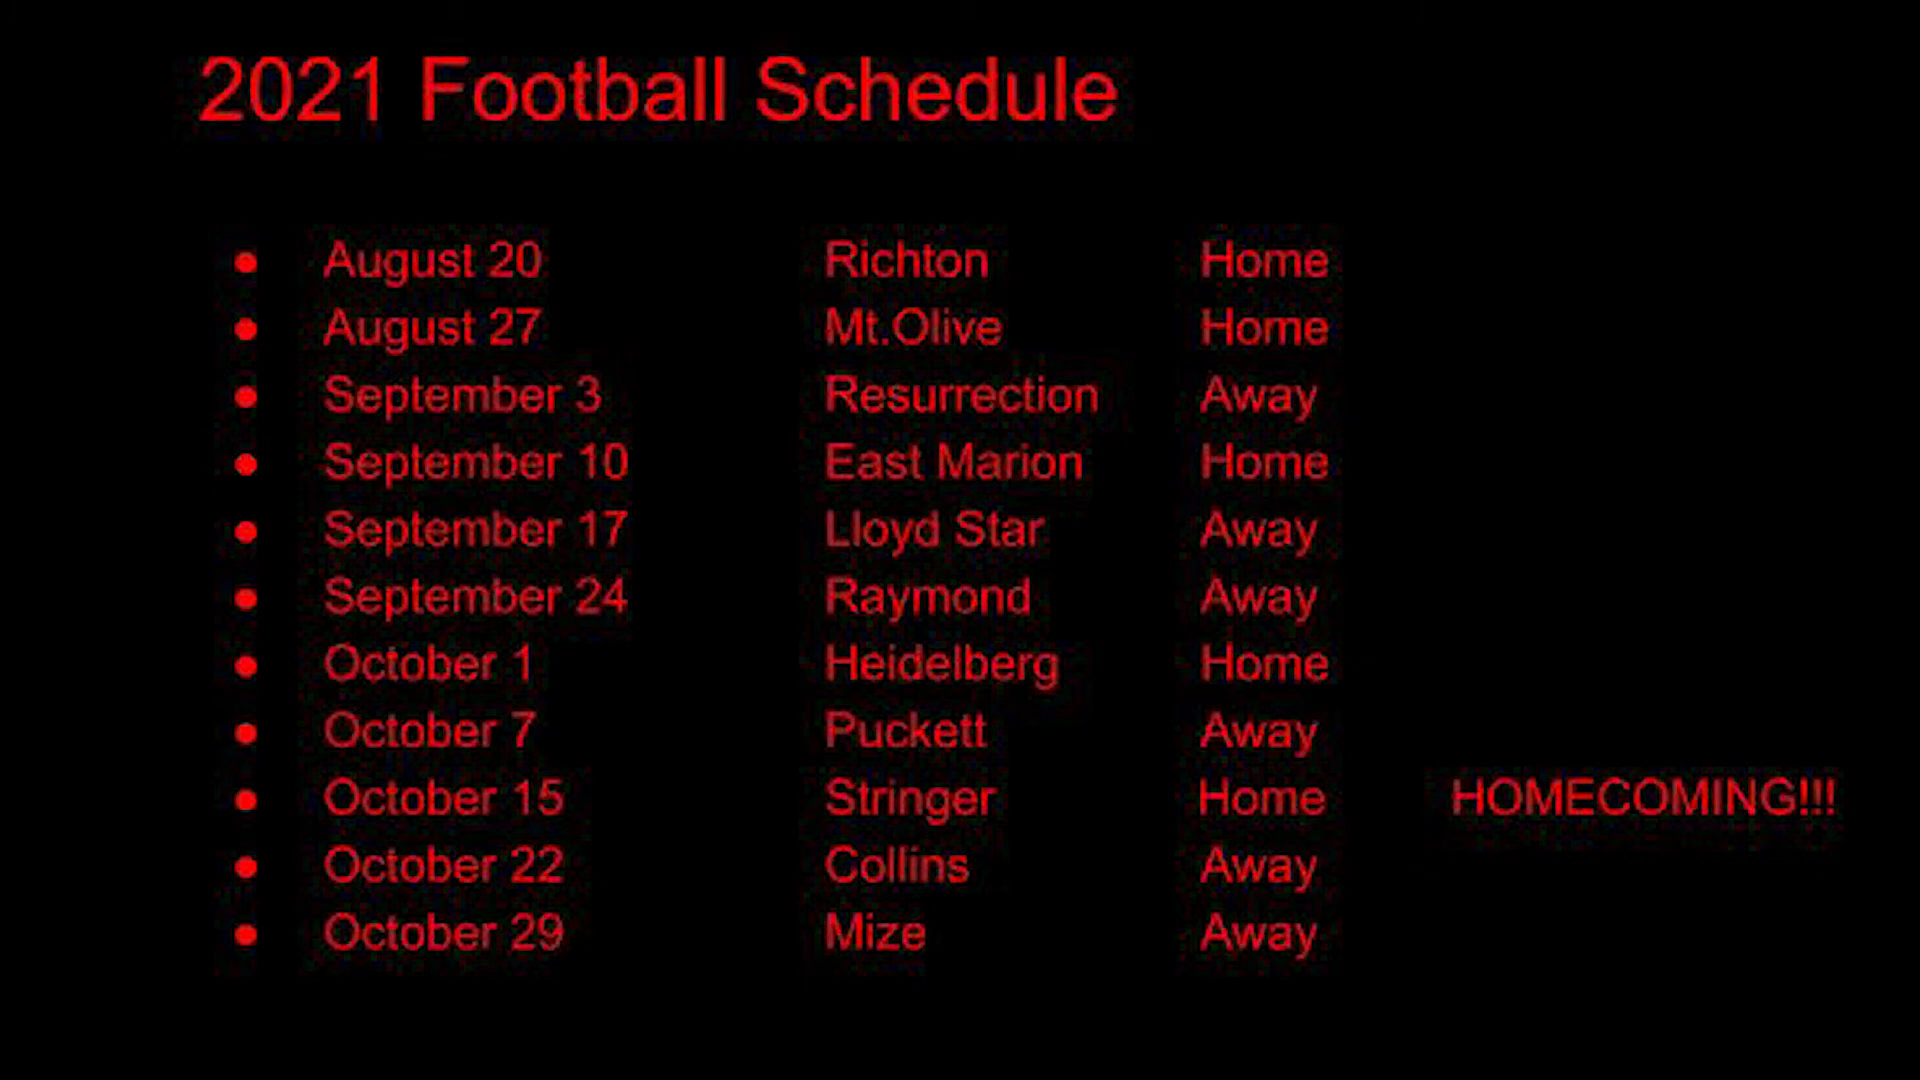 2021 Football Schedule
● August 20 Richton Home
● August 27 Mt.Olive Home
● September 3 Resurrection Away
● September 10 East Marion Home
● September 17 Lloyd Star Away
● September 24 Raymond Away
● October 1 Heidelberg Home
● October 7 Puckett Away
● October 15 Stringer Home HOMECOMING!!!
● October 22 Collins Away
● October 29 Mize Away